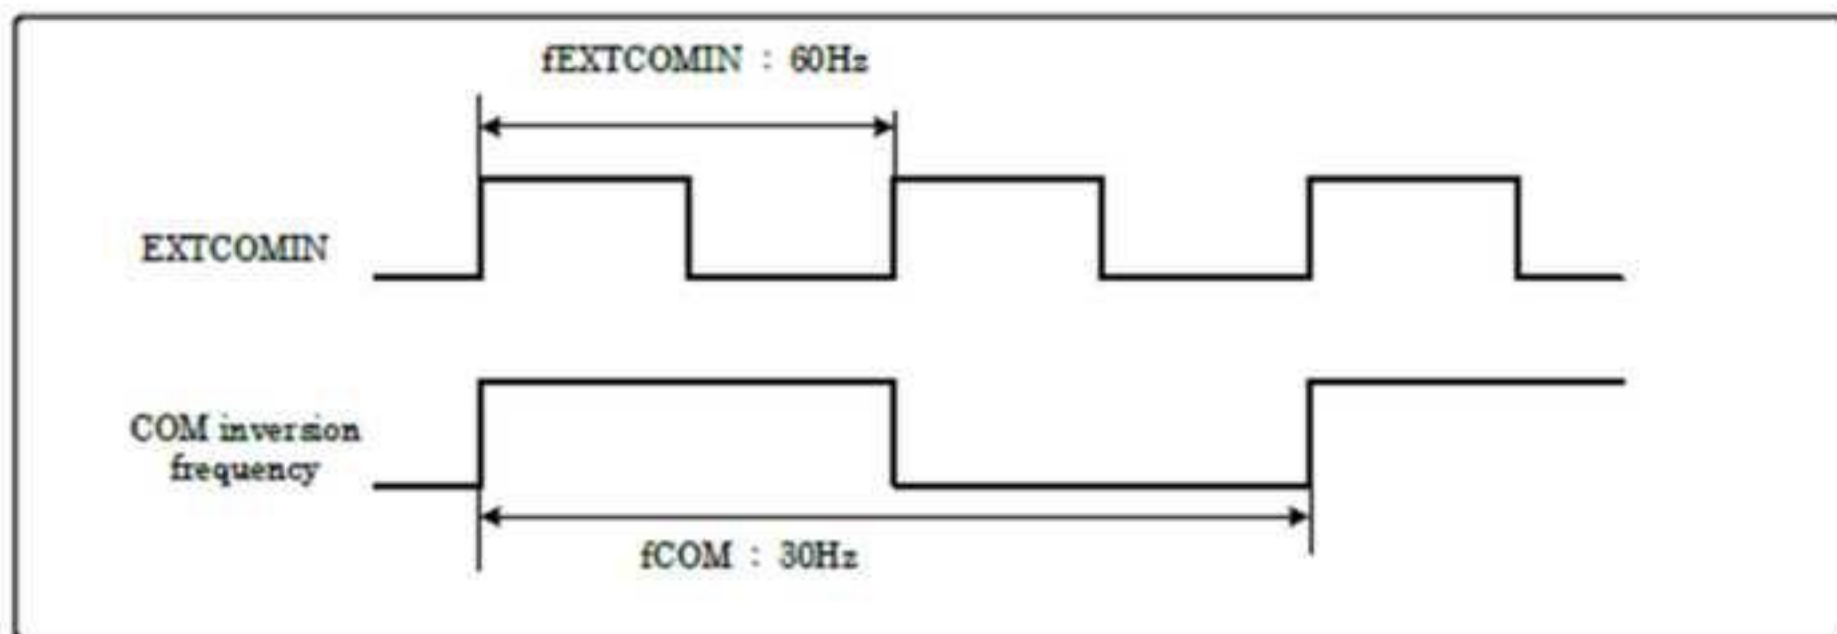 fEXTCOMIN : 60Hz
EXTCOMIN
COM inversion
frequency
fCOM : 30Hz